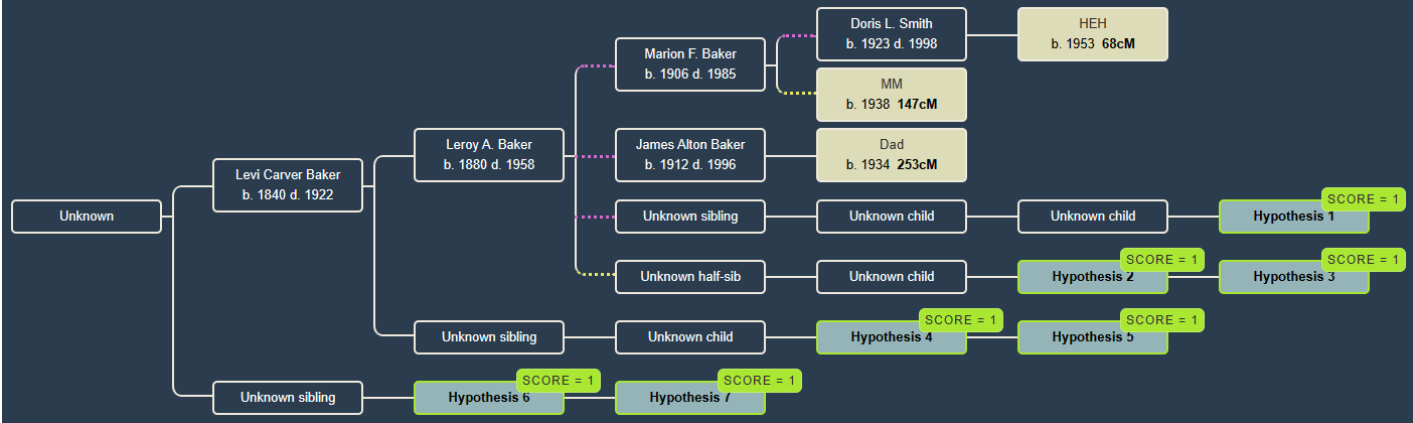 Doris L. Smith
b. 1923 d. 1998
HEH
b. 1953 68cM
Marion F. Baker
b. 1906 d. 1985
MM
b. 1938 147cM
Leroy A. Baker
b. 1880 d. 1958
James Alton Baker
b. 1912 d. 1996
Dad
b. 1934 253cM
Levi Carver Baker
b. 1840 d. 1922
Unknown
Unknown sibling
Unknown child
Unknown child
SCORE = 1
Hypothesis 1
Unknown half-sib
Unknown child
SCORE = 1
Hypothesis 2
SCORE = 1
Hypothesis 3
Unknown sibling
Unknown child
SCORE = 1
Hypothesis 4
SCORE = 1
Hypothesis 5
Unknown sibling
SCORE = 1
Hypothesis 6
SCORE = 1
Hypothesis 7